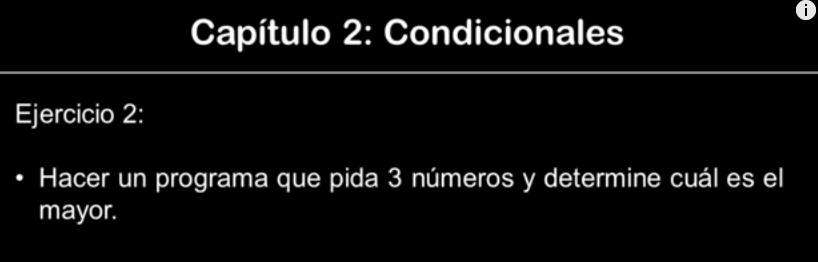 Capítulo 2: Condicionales
Ejercicio 2:
• Hacer un programa que pida 3 números y determine cuál es el
mayor.